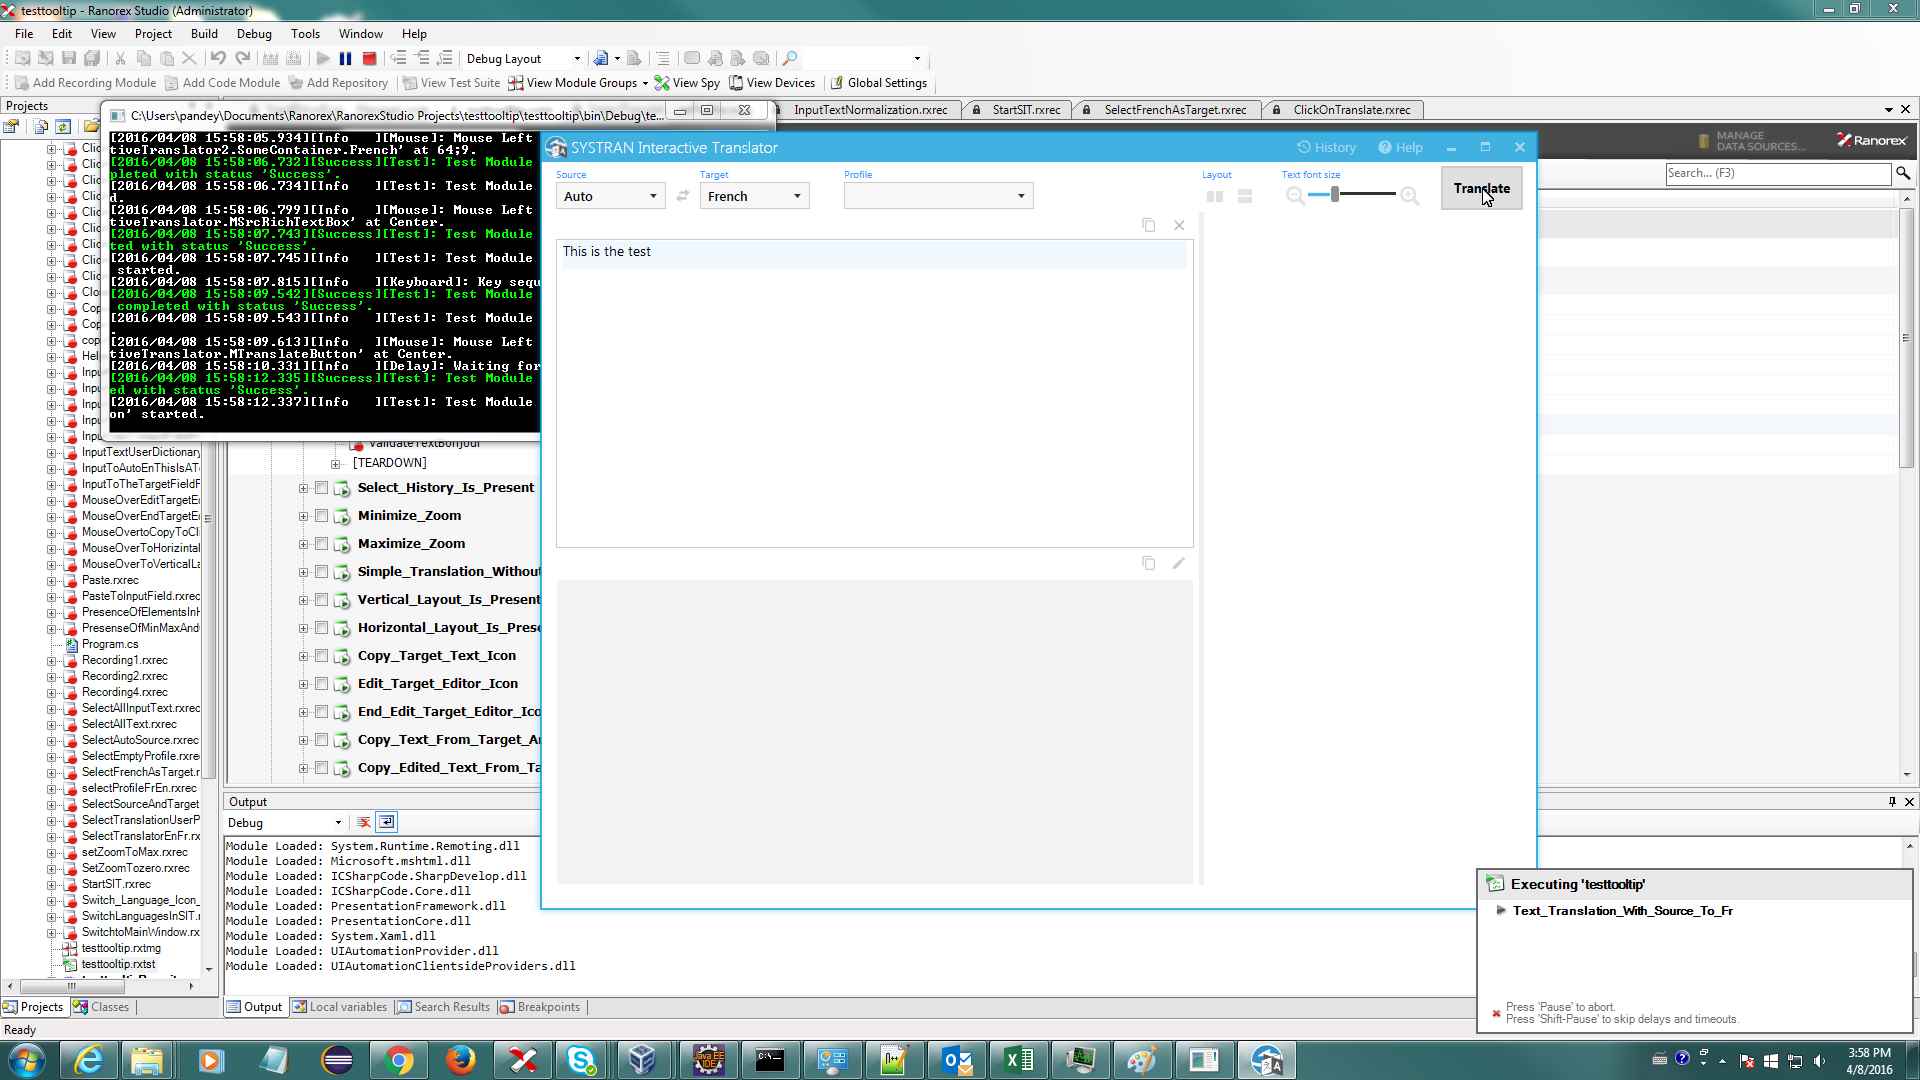 testtooltip - Ranorex Studio (Administrator)
File Edit View Project Build Debug Tools Window Help
Debug Layout
Add Recording Module Add Code Module Add Repository View Test Suite View Module Groups View Spy View Devices Global Settings
Projects
C:\Users\pandey\Documents\Ranorex\RanorexStudio Projects\testtooltip\testtooltip\bin\Debug\te...
InputTextNormalization.rxrec StartSIT.rxrec SelectFrenchAsTarget.rxrec ClickOnTranslate.rxrec
MANAGE
DATA SOURCES...
Ranorex
Search... (F3)
[2016/04/08 15:58:05.934][Info ][Mouse]: Mouse Left
tiveTranslator2.SomeContainer.French' at 64;9.
[2016/04/08 15:58:06.732][Success][Test]: Test Module
pleted with status 'Success'.
[2016/04/08 15:58:06.734][Info ][Test]: Test Module
d.
[2016/04/08 15:58:06.799][Info ][Mouse]: Mouse Left
tiveTranslator.MSrcRichTextBox' at Center.
[2016/04/08 15:58:07.743][Success][Test]: Test Module
ted with status 'Success'.
[2016/04/08 15:58:07.745][Info ][Test]: Test Module
started.
[2016/04/08 15:58:07.815][Info ][Keyboard]: Key sequ
[2016/04/08 15:58:09.542][Success][Test]: Test Module
completed with status 'Success'.
[2016/04/08 15:58:09.543][Info ][Test]: Test Module
.
[2016/04/08 15:58:09.613][Info ][Mouse]: Mouse Left
tiveTranslator.MTranslateButton' at Center.
[2016/04/08 15:58:10.331][Info ][Delay]: Waiting for
[2016/04/08 15:58:12.335][Success][Test]: Test Module
ed with status 'Success'.
[2016/04/08 15:58:12.337][Info ][Test]: Test Module
on' started.
SYSTRAN Interactive Translator
History Help
Source Target Profile Layout Text font size
Auto French Translate
This is the test
Clic
Clic
Clic
Clic
Clic
Clic
Clic
Clic
Clic
Clo
Cop
Cop
cop
Hel
Inpu
Inpu
Inpu
Inpu
Inpu
InputTextUserDictionary
InputToAutoEnThisIsAT
InputToTheTargetFieldF
MouseOverEditTargetE
MouseOverEndTargetE
MouseOvertoCopyToCl
MouseOverToHorizintal
MouseOverToVerticalLa
Paste.rxrec
PasteToInputField.rxrec
PresenceOfElementsInH
PresenseOfMinMaxAnd
Program.cs
Recording1.rxrec
Recording2.rxrec
Recording4.rxrec
SelectAllInputText.rxrec
SelectAllText.rxrec
SelectAutoSource.rxrec
SelectEmptyProfile.rxre
SelectFrenchAsTarget.r
selectProfileFrEn.rxrec
SelectSourceAndTarget
SelectTranslationUserP
SelectTranslatorEnFr.rx
setZoomToMax.rxrec
SetZoomTozero.rxrec
StartSIT.rxrec
Switch_Language_Icon_
SwitchLanguagesInSIT.r
SwitchtoMainWindow.rx
testtooltip.rxtmg
testtooltip.rxtst
Projects Classes
ValidateTextBonjour
[TEARDOWN]
Select_History_Is_Present
Minimize_Zoom
Maximize_Zoom
Simple_Translation_Without
Vertical_Layout_Is_Present
Horizontal_Layout_Is_Prese
Copy_Target_Text_Icon
Edit_Target_Editor_Icon
End_Edit_Target_Editor_Ico
Copy_Text_From_Target_A
Copy_Edited_Text_From_Ta
Output
Debug
Module Loaded: System.Runtime.Remoting.dll
Module Loaded: Microsoft.mshtml.dll
Module Loaded: ICSharpCode.SharpDevelop.dll
Module Loaded: ICSharpCode.Core.dll
Module Loaded: PresentationFramework.dll
Module Loaded: PresentationCore.dll
Module Loaded: System.Xaml.dll
Module Loaded: UIAutomationProvider.dll
Module Loaded: UIAutomationClientsideProviders.dll
Output Local variables Search Results Breakpoints
Executing 'testtooltip'
Text_Translation_With_Source_To_Fr
Press 'Pause' to abort.
Press 'Shift-Pause' to skip delays and timeouts.
Ready
Java EE
IDE
3:58 PM
4/8/2016